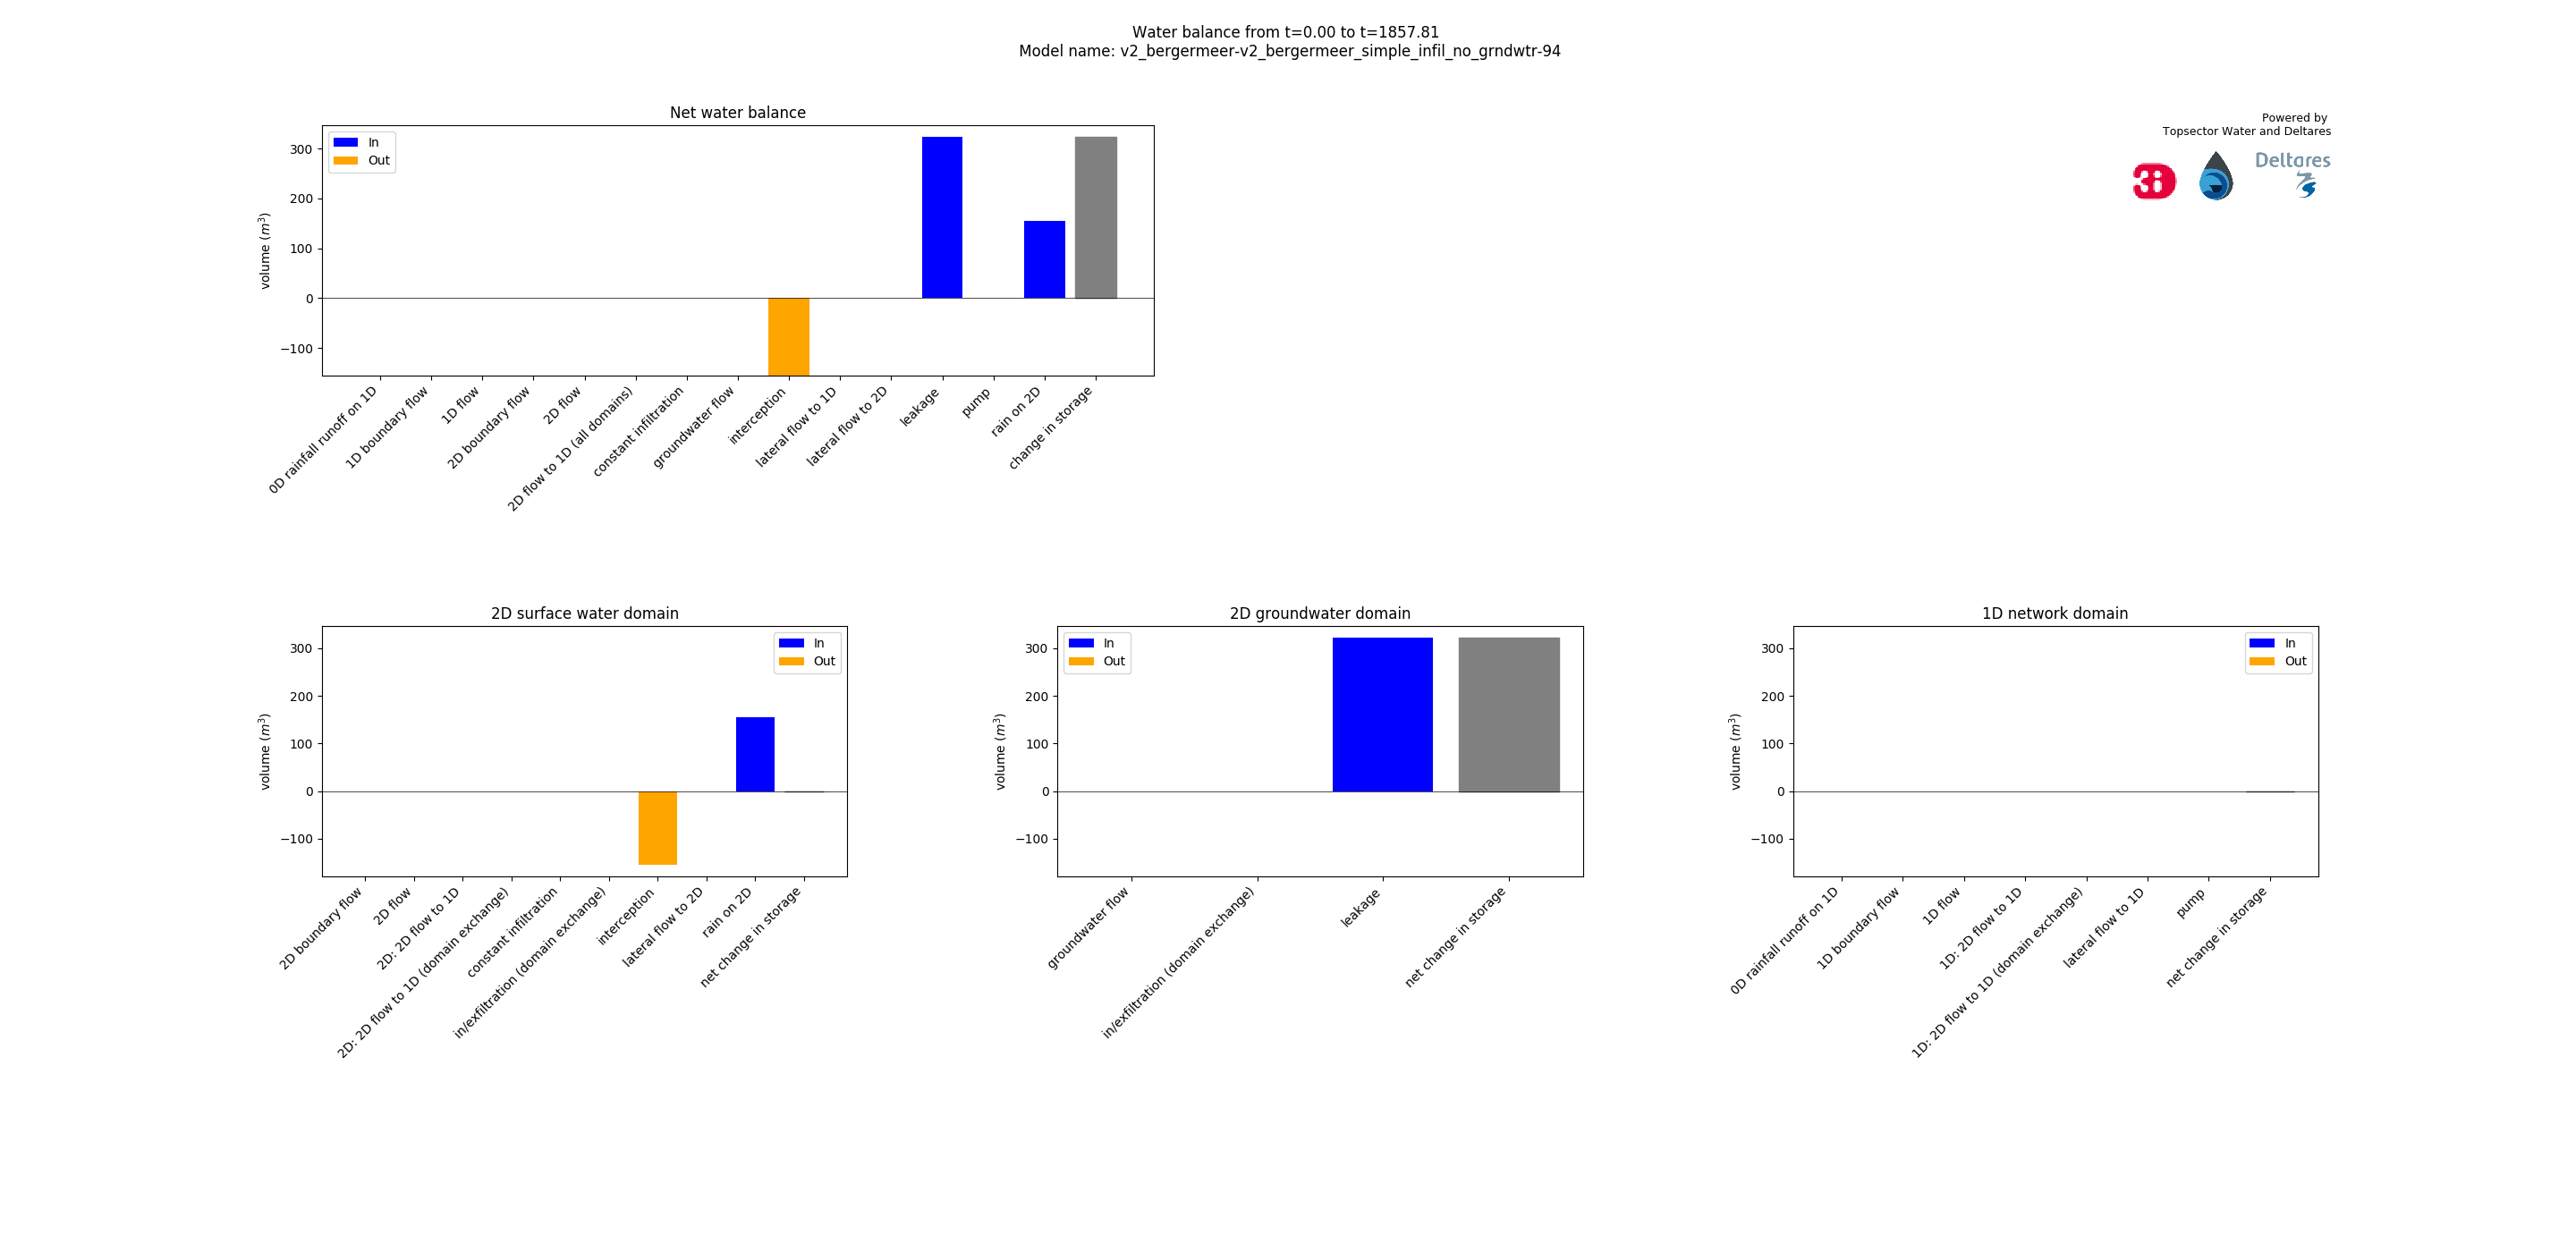 Water balance from t=0.00 to t=1857.81
Model name: v2_bergermeer-v2_bergermeer_simple_infil_no_grndwtr-94
Net water balance
In
Out
volume (m³)
300
200
100
0
−100
0D rainfall runoff on 1D
1D boundary flow
1D flow
2D boundary flow
2D flow
2D flow to 1D (all domains)
constant infiltration
groundwater flow
interception
lateral flow to 1D
lateral flow to 2D
leakage
pump
rain on 2D
change in storage
Powered by
Topsector Water and Deltares
3Di
Deltares
2D surface water domain
In
Out
volume (m³)
300
200
100
0
−100
2D boundary flow
2D flow
2D: 2D flow to 1D
2D: 2D flow to 1D (domain exchange)
constant infiltration
in/exfiltration (domain exchange)
interception
lateral flow to 2D
rain on 2D
net change in storage
2D groundwater domain
In
Out
volume (m³)
300
200
100
0
−100
groundwater flow
in/exfiltration (domain exchange)
leakage
net change in storage
1D network domain
In
Out
volume (m³)
300
200
100
0
−100
0D rainfall runoff on 1D
1D boundary flow
1D flow
1D: 2D flow to 1D
1D: 2D flow to 1D (domain exchange)
lateral flow to 1D
pump
net change in storage